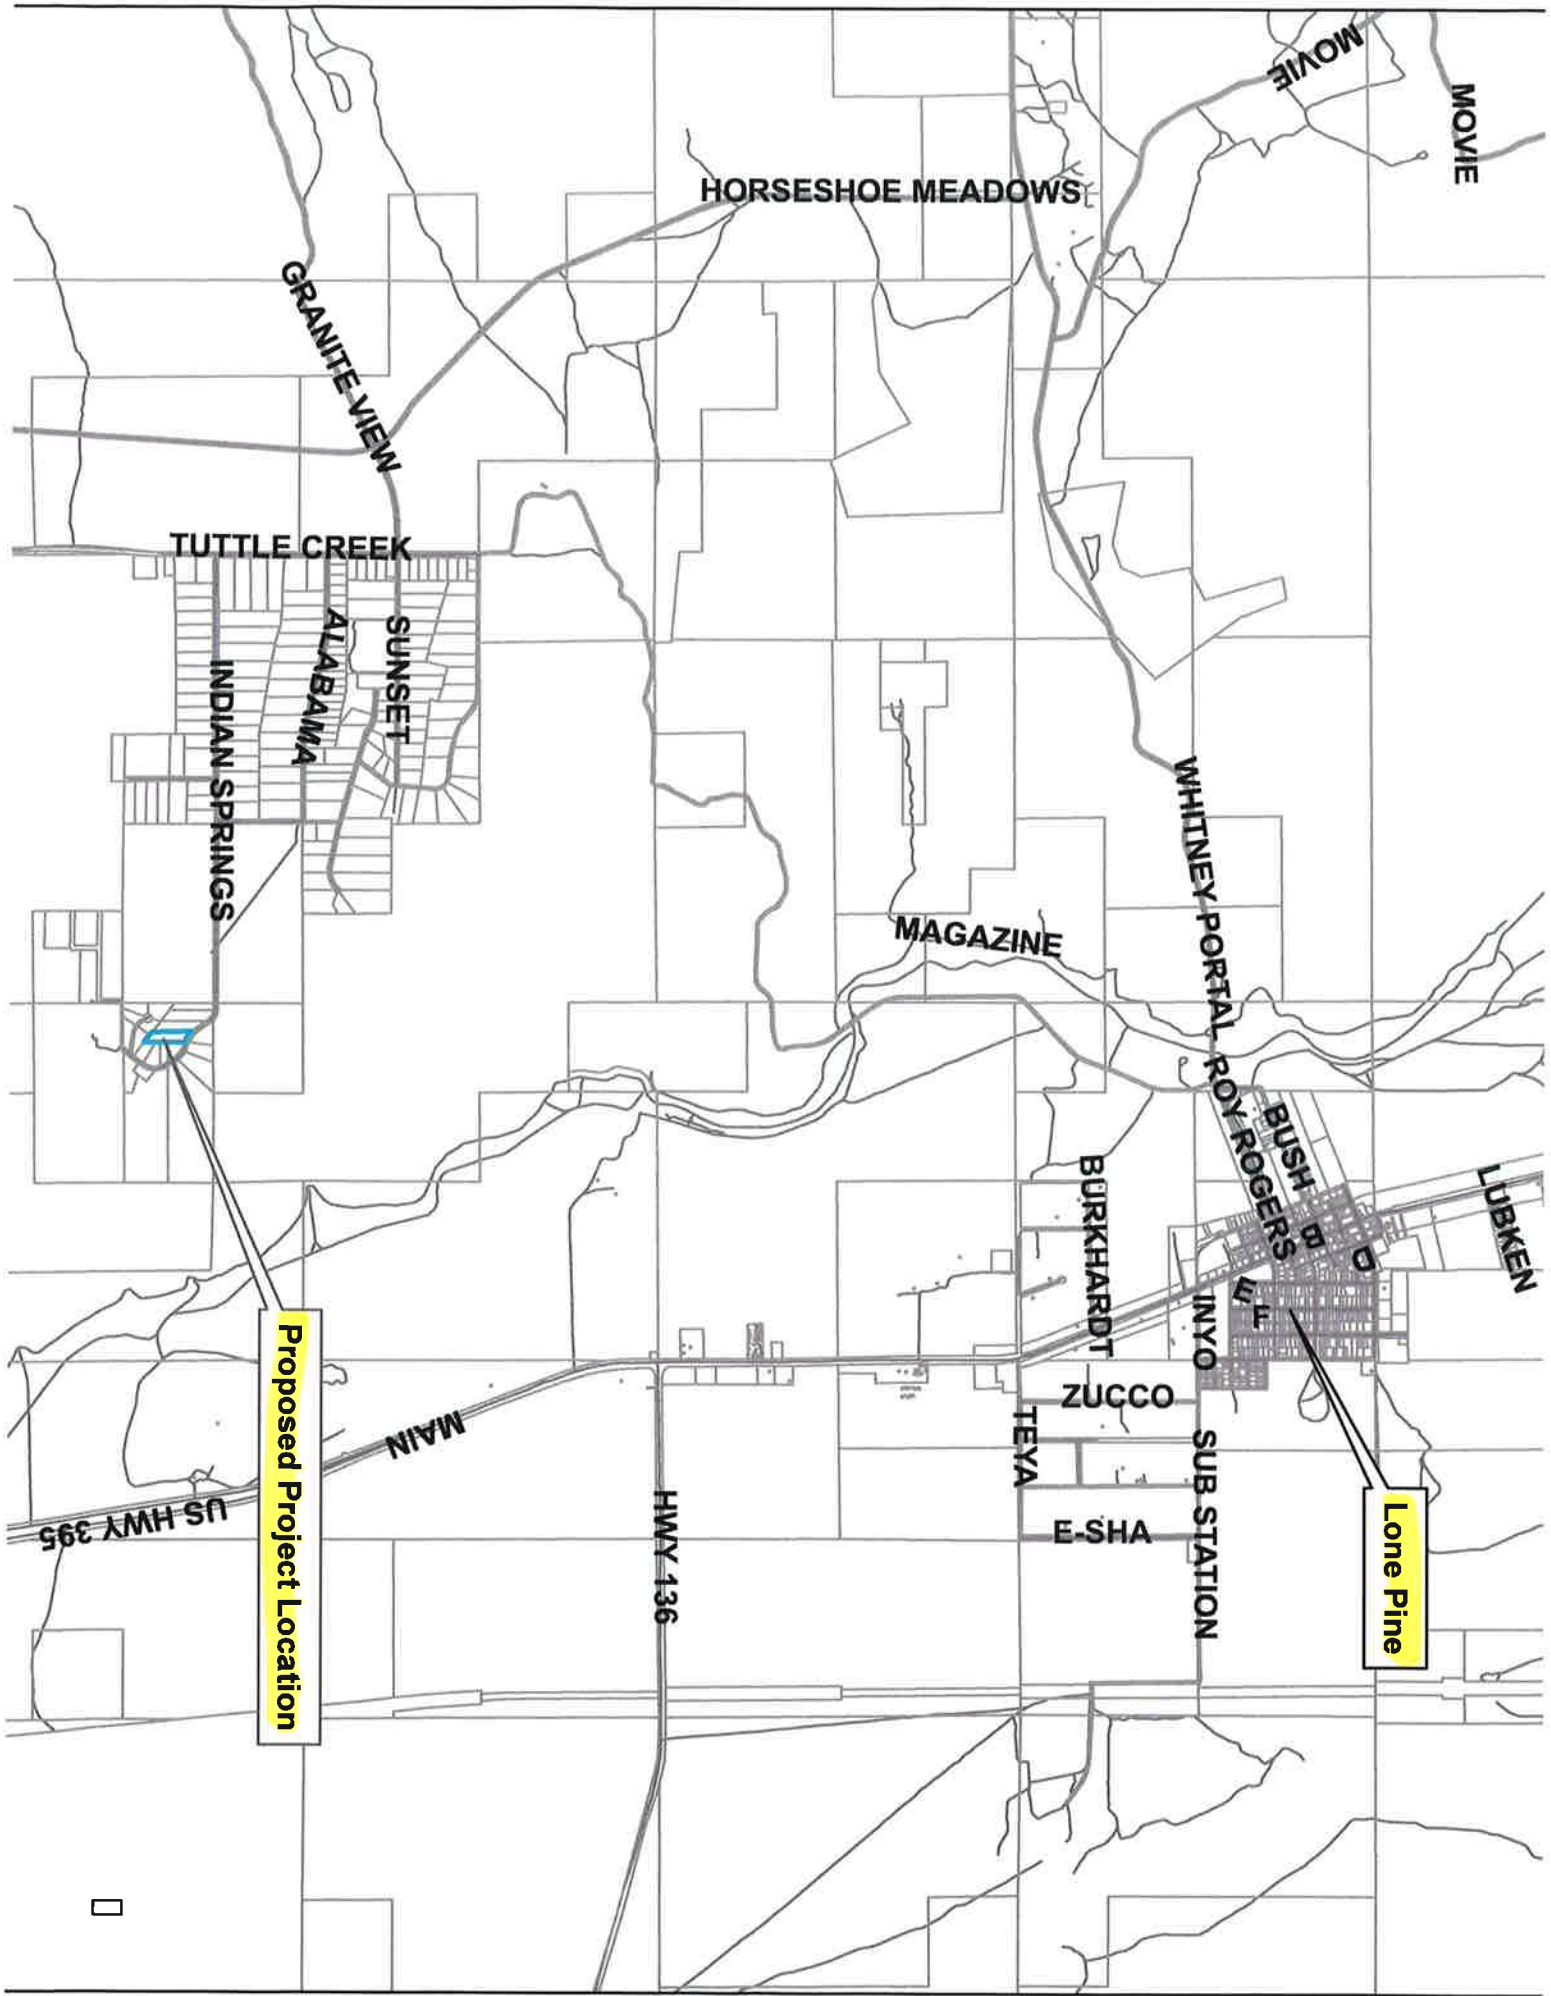 MOVIE
MOVIE
HORSESHOE MEADOWS
GRANITE VIEW
TUTTLE CREEK
SUNSET
ALABAMA
INDIAN SPRINGS
WHITNEY PORTAL
MAGAZINE
ROY ROGERS
BUSH
LUBKEN
BURKHARDT
B
D
E
F
INYO
ZUCCO
TEYA
SUB STATION
E-SHA
MAIN
US HWY 395
HWY 136
Proposed Project Location
Lone Pine